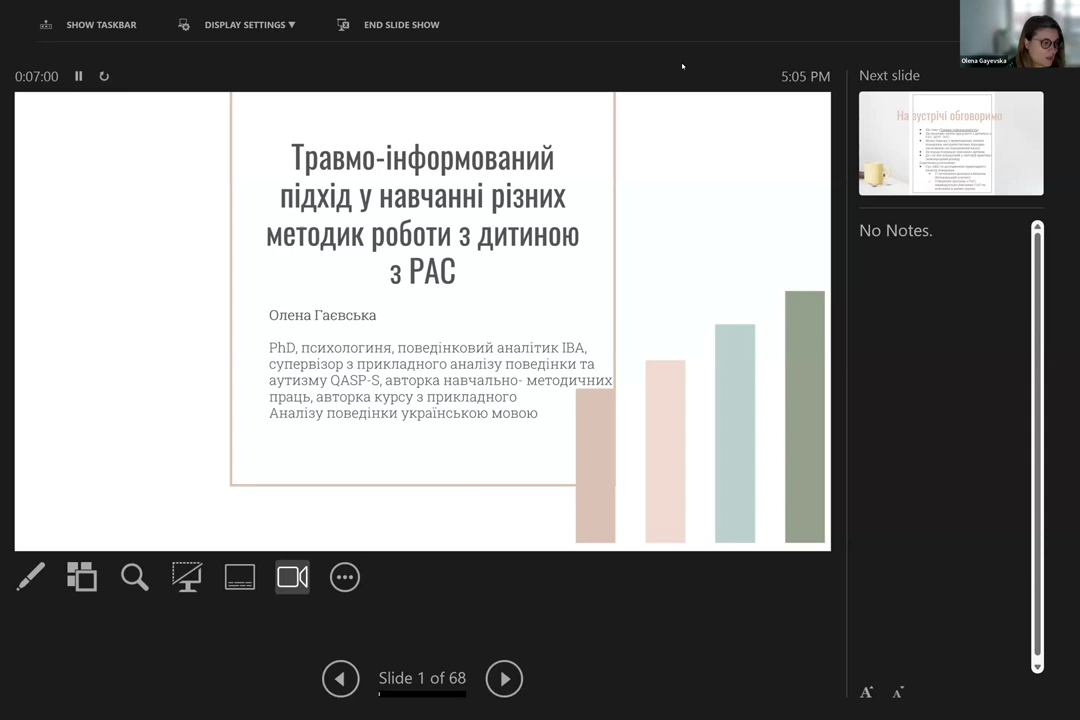 SHOW TASKBAR
DISPLAY SETTINGS ▼
END SLIDE SHOW
Olena Gayevska
0:07:00
5:05 PM
Next slide
Травмо-інформований
підхід у навчанні різних
методик роботи з дитиною
з РАС
Олена Гаєвська
PhD, психологиня, поведінковий аналітик IBA,
супервізор з прикладного аналізу поведінки та
аутизму QASP-S, авторка навчально- методичних
праць, авторка курсу з прикладного
Аналізу поведінки українською мовою
На зустрічі обговоримо
No Notes.
Slide 1 of 68
A A